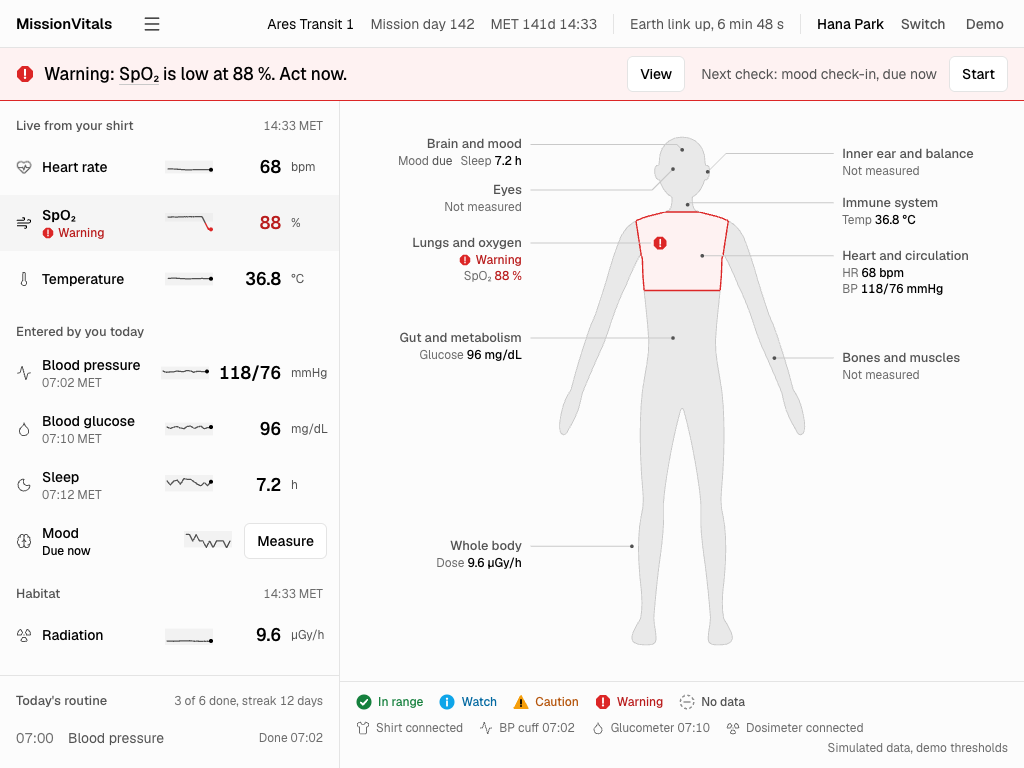 MissionVitals
Ares Transit 1 Mission day 142 MET 141d 14:33 Earth link up, 6 min 48 s Hana Park Switch Demo
Warning: SpO₂ is low at 88 %. Act now. View Next check: mood check-in, due now Start
Live from your shirt 14:33 MET
Heart rate 68 bpm
SpO₂ 88 %
Warning
Temperature 36.8 °C
Entered by you today
Blood pressure 118/76 mmHg
07:02 MET
Blood glucose 96 mg/dL
07:10 MET
Sleep 7.2 h
07:12 MET
Mood Measure
Due now
Habitat 14:33 MET
Radiation 9.6 µGy/h
Today's routine 3 of 6 done, streak 12 days
07:00 Blood pressure Done 07:02
Brain and mood
Mood due Sleep 7.2 h
Eyes
Not measured
Lungs and oxygen
Warning
SpO₂ 88 %
Gut and metabolism
Glucose 96 mg/dL
Whole body
Dose 9.6 µGy/h
Inner ear and balance
Not measured
Immune system
Temp 36.8 °C
Heart and circulation
HR 68 bpm
BP 118/76 mmHg
Bones and muscles
Not measured
In range Watch Caution Warning No data
Shirt connected BP cuff 07:02 Glucometer 07:10 Dosimeter connected
Simulated data, demo thresholds